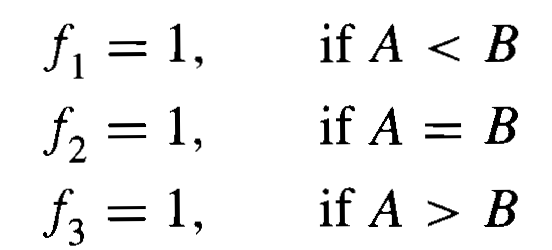 f₁ = 1, if A < B
f₂ = 1, if A = B
f₃ = 1, if A > B